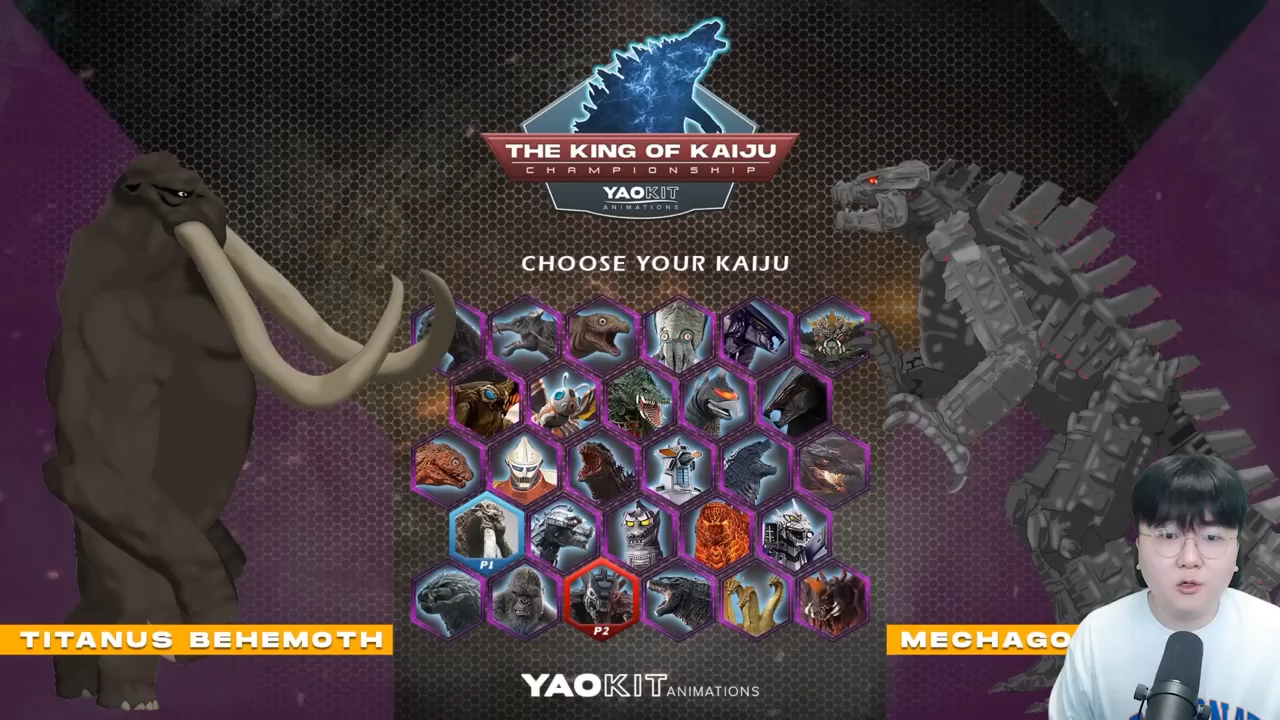 THE KING OF KAIJU
CHAMPIONSHIP
YAOKIT
ANIMATIONS
CHOOSE YOUR KAIJU
P1
P2
TITANUS BEHEMOTH
MECHAGO
YAOKIT ANIMATIONS